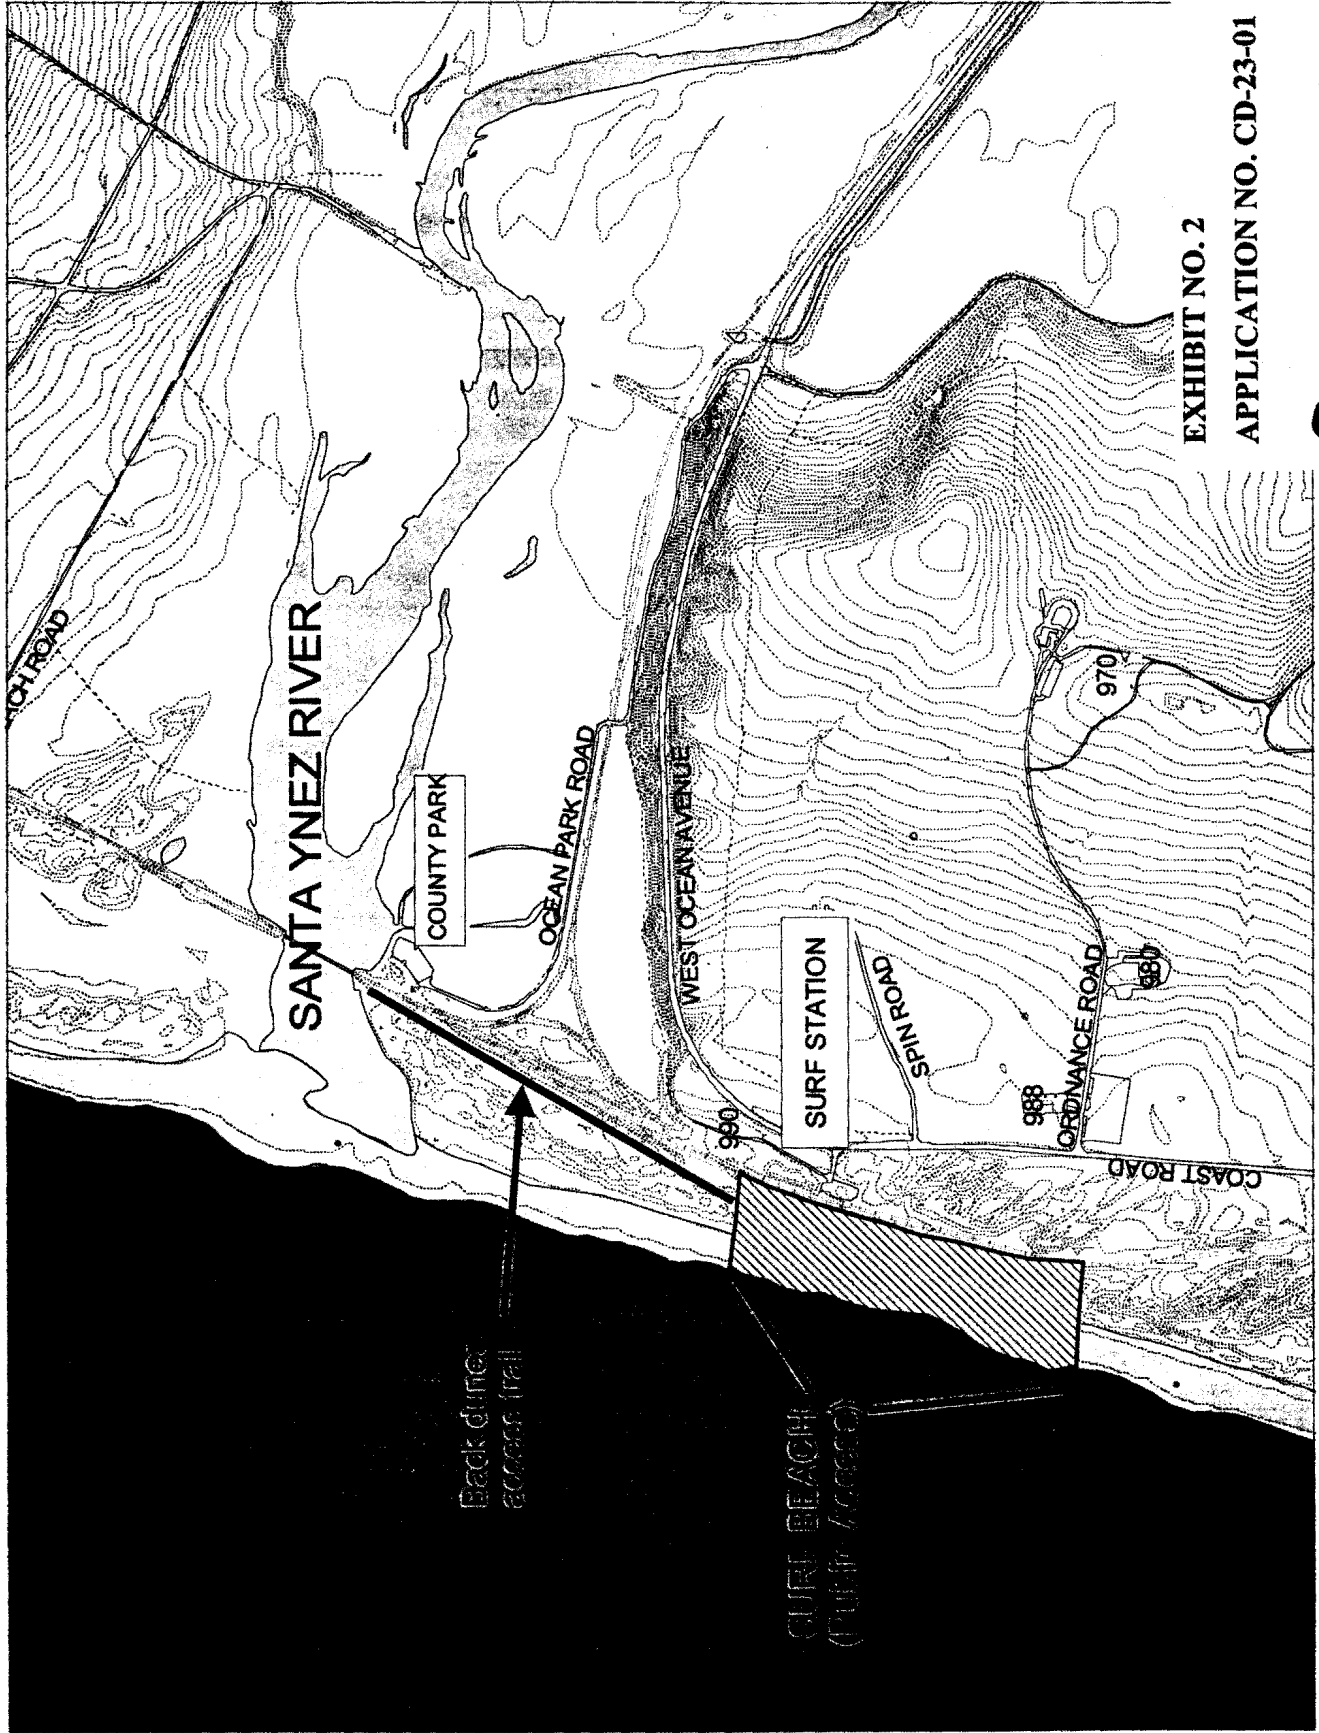 EXHIBIT NO. 2
APPLICATION NO. CD-23-01
SANTA YNEZ RIVER
COUNTY PARK
OCEAN PARK ROAD
WEST OCEAN AVENUE
SURF STATION
SPIN ROAD
ORDNANCE ROAD
COAST ROAD
990
988
980
970
ROAD
Back dune
access trail
SURF BEACH
(Public Access)